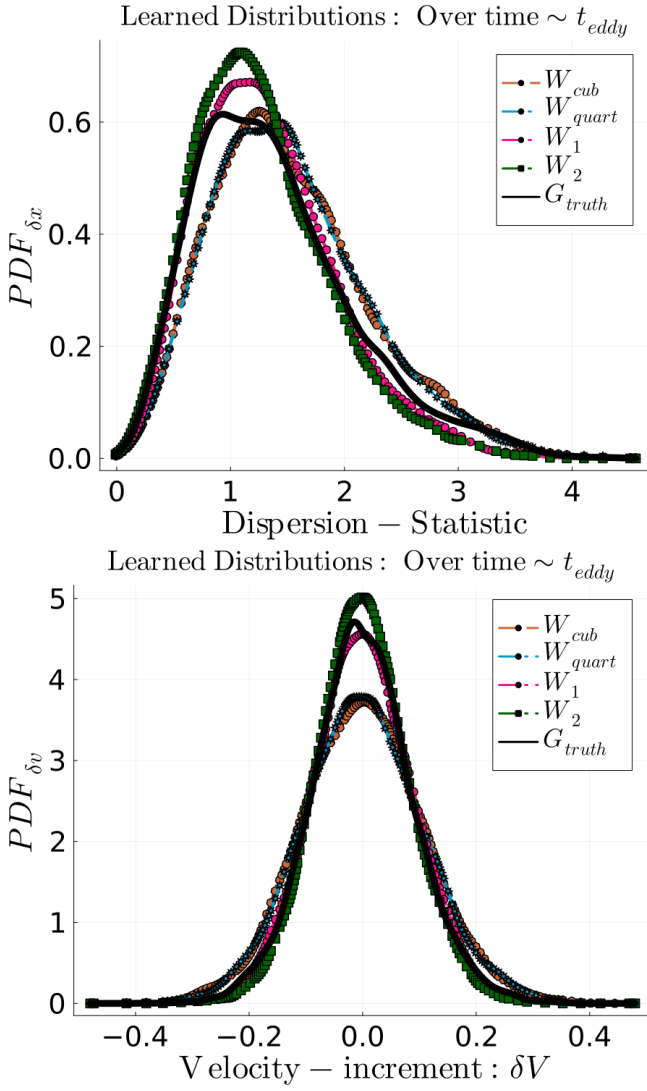 Learned Distributions : Over time ~ t_eddy
PDF_δx
0.6
0.4
0.2
0.0
0
1
2
3
4
Dispersion − Statistic
W_cub
W_quart
W_1
W_2
G_truth
Learned Distributions : Over time ~ t_eddy
PDF_δv
5
4
3
2
1
0
−0.4
−0.2
0.0
0.2
0.4
V elocity − increment : δV
W_cub
W_quart
W_1
W_2
G_truth